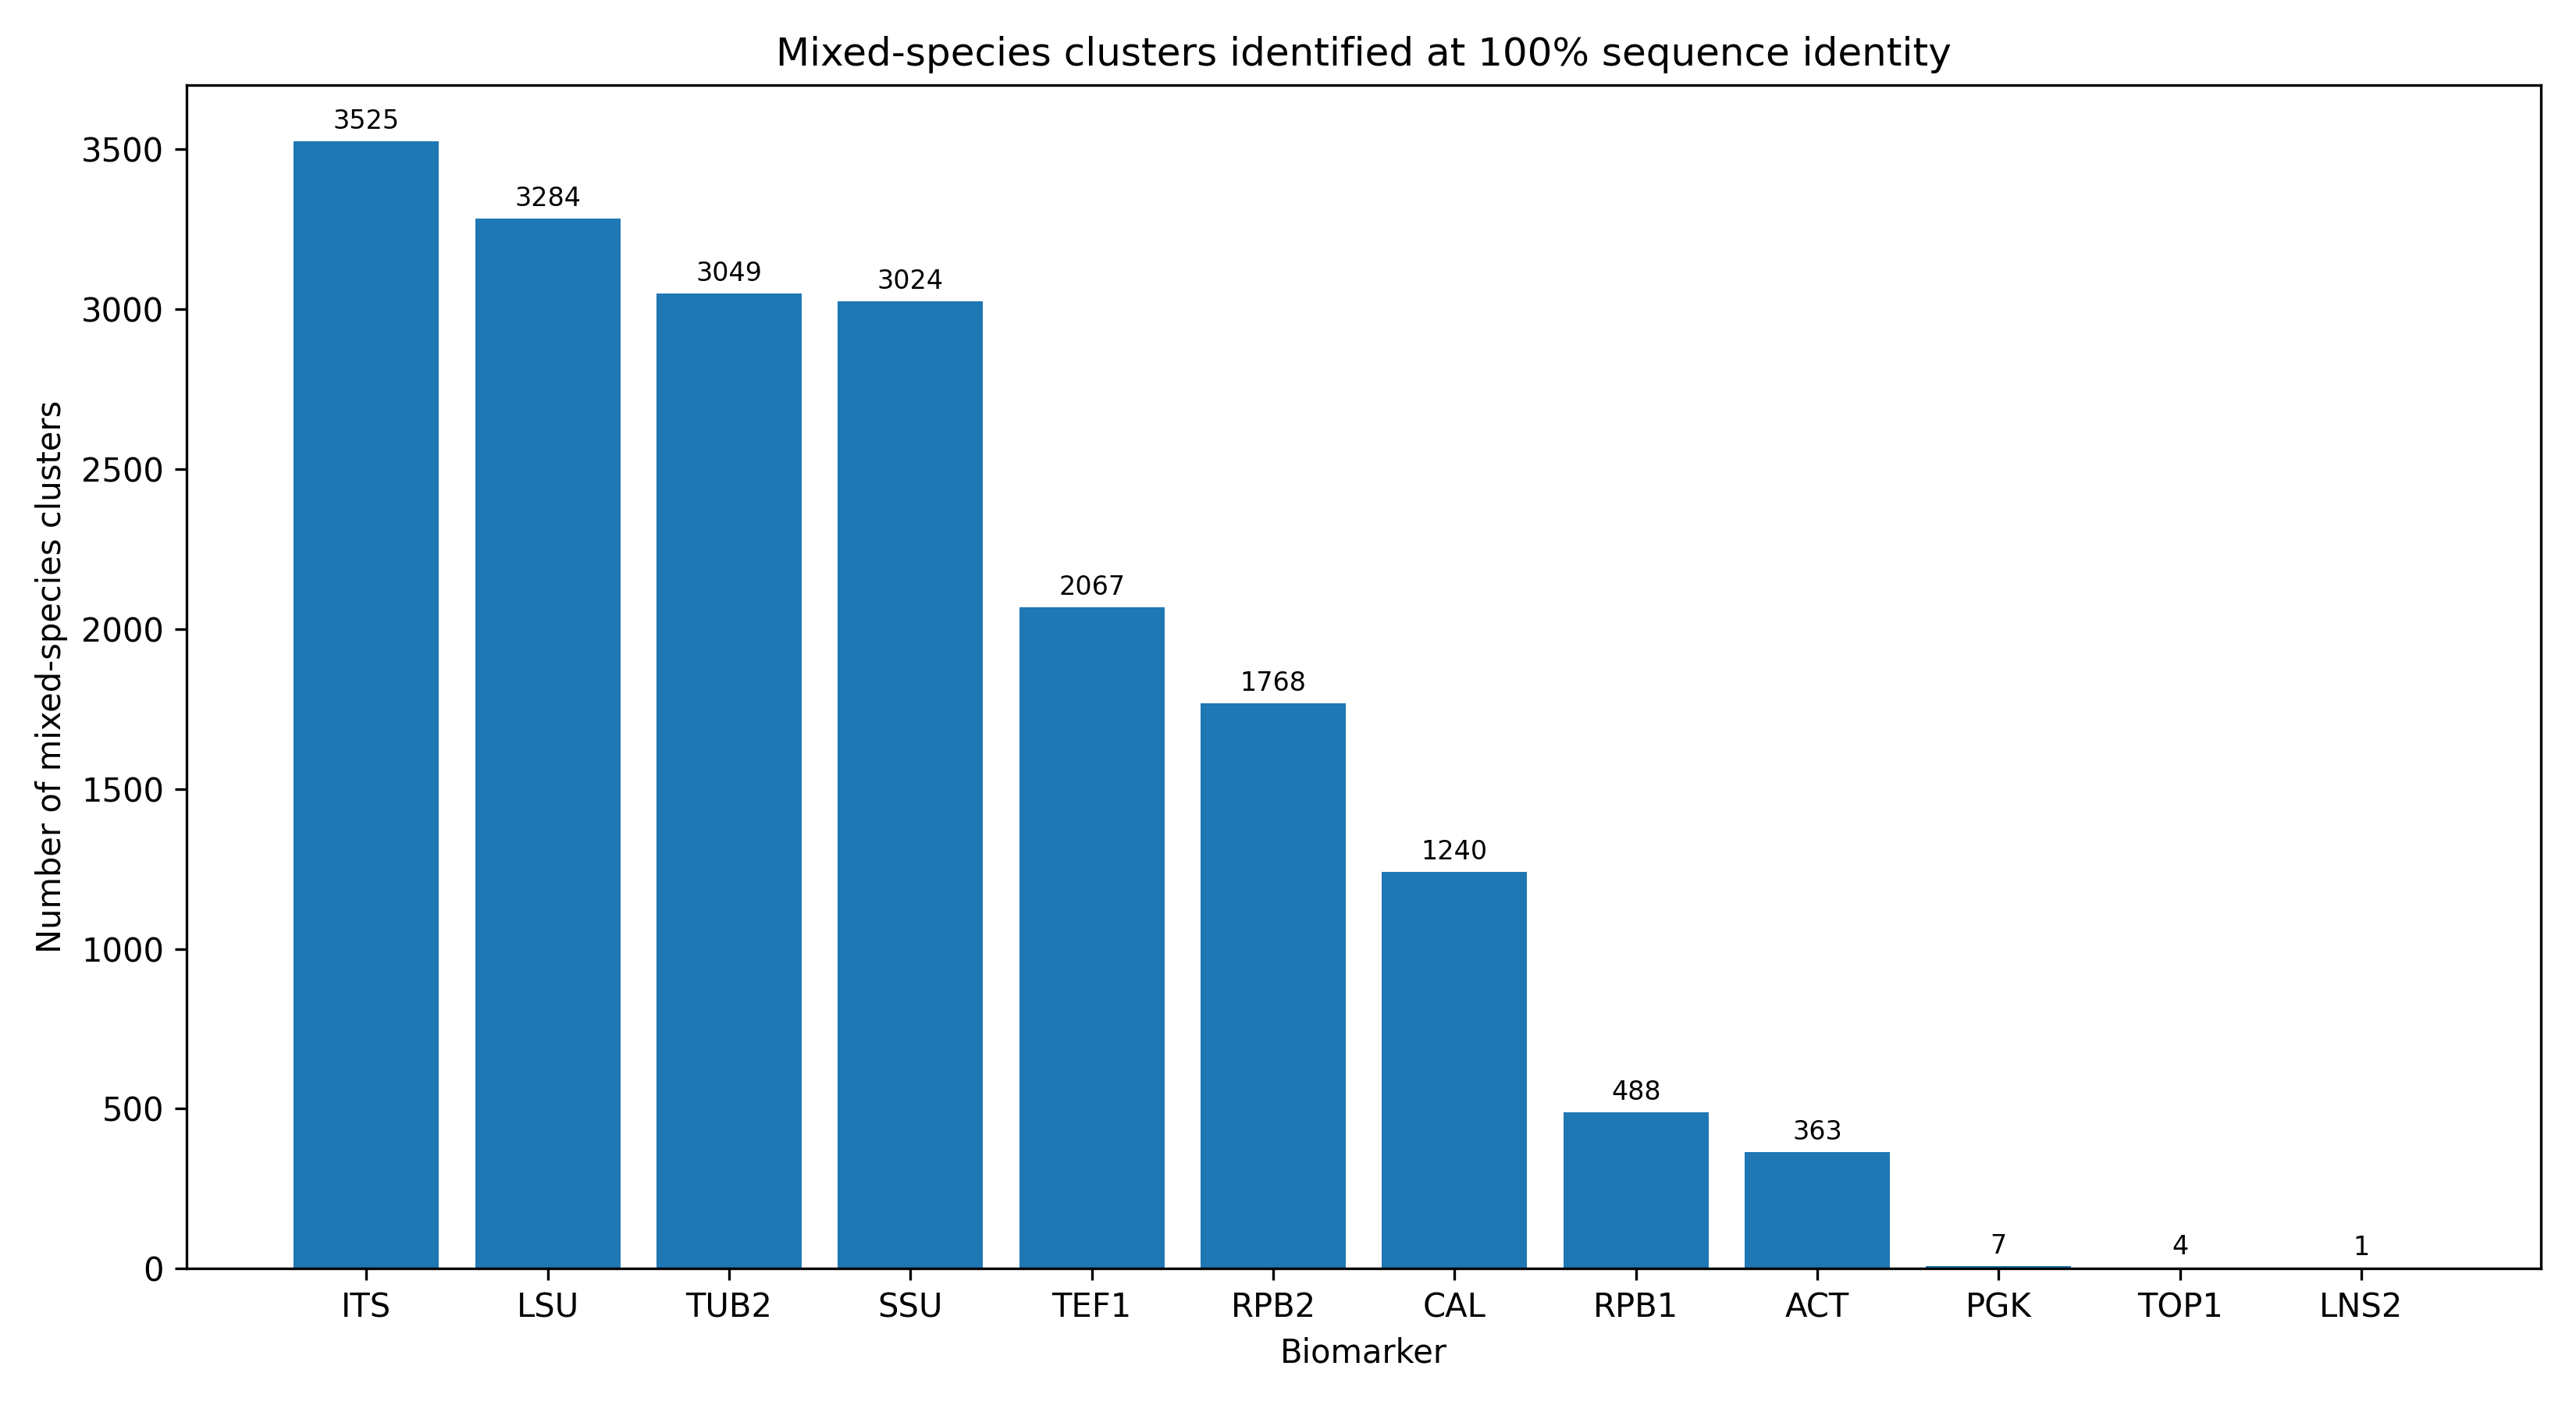 Mixed-species clusters identified at 100% sequence identity
Number of mixed-species clusters
3500
3000
2500
2000
1500
1000
500
0
3525
3284
3049
3024
2067
1768
1240
488
363
7
4
1
ITS
LSU
TUB2
SSU
TEF1
RPB2
CAL
RPB1
ACT
PGK
TOP1
LNS2
Biomarker